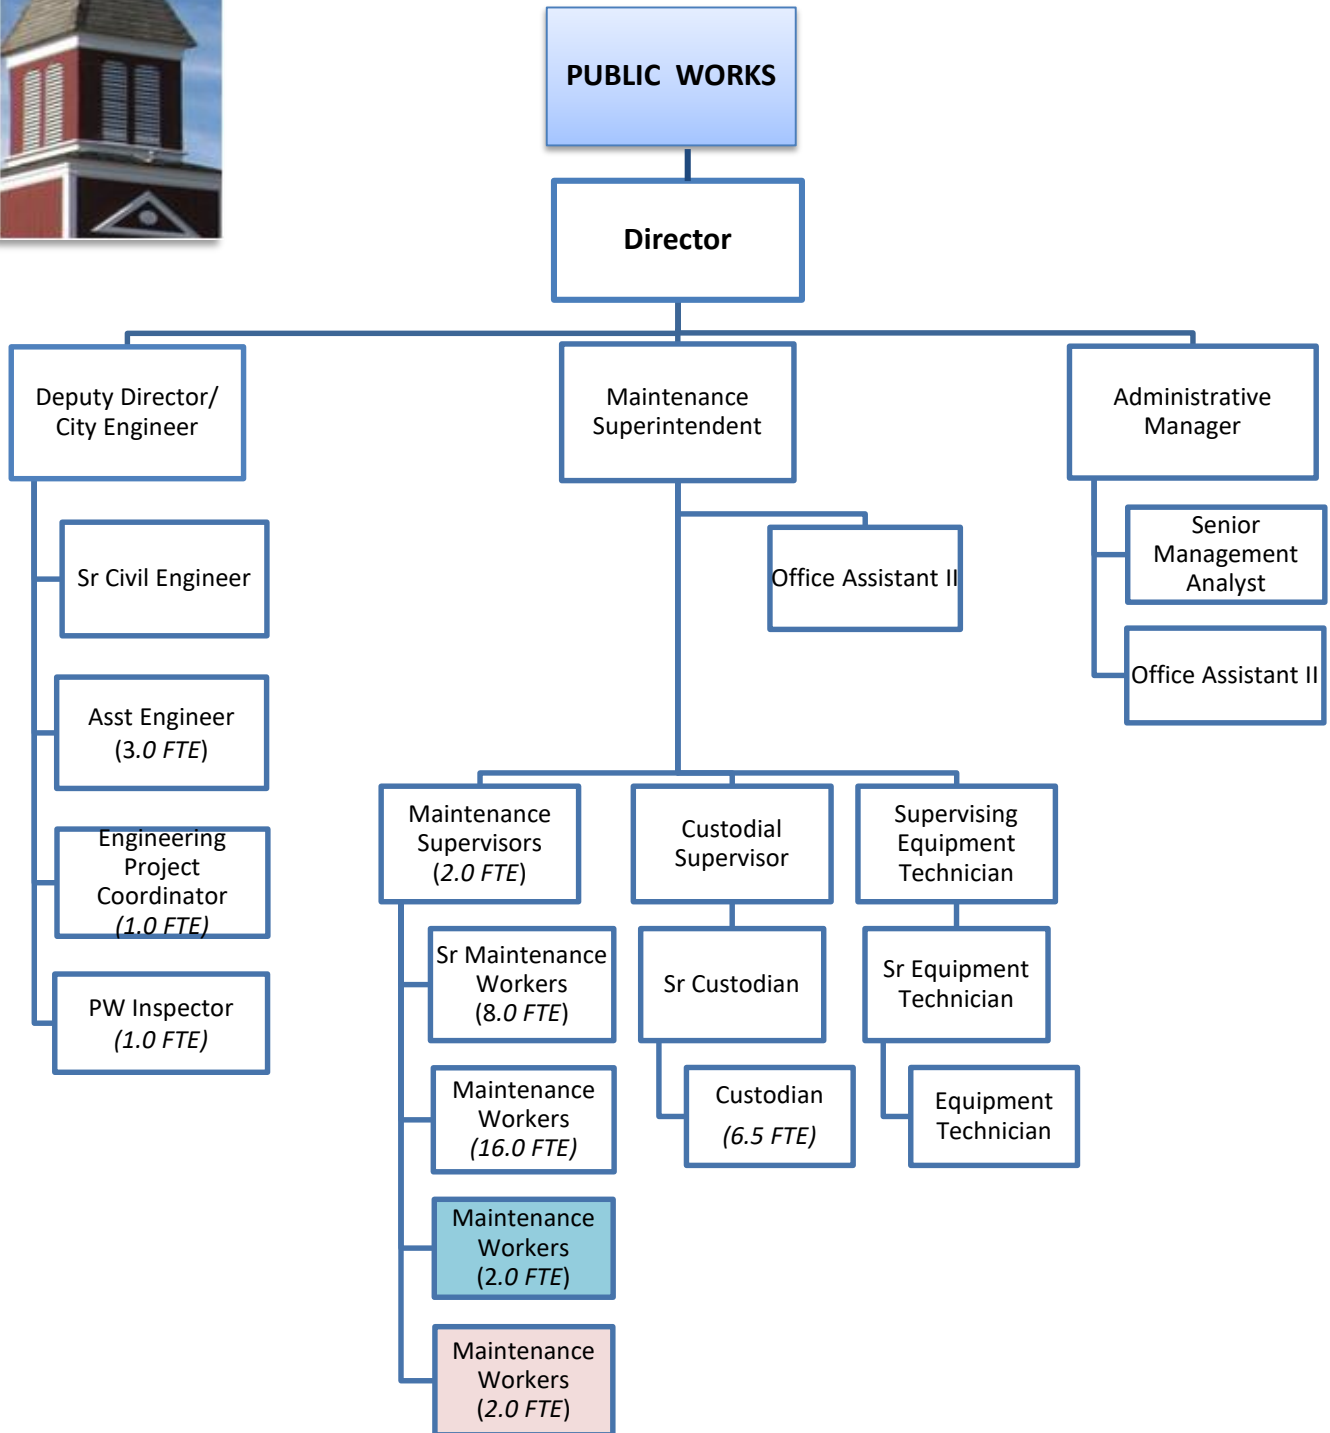 PUBLIC WORKS
Director
Deputy Director/
City Engineer
Maintenance
Superintendent
Administrative
Manager
Sr Civil Engineer
Asst Engineer
(3.0 FTE)
Engineering
Project
Coordinator
(1.0 FTE)
PW Inspector
(1.0 FTE)
Office Assistant II
Senior
Management
Analyst
Office Assistant II
Maintenance
Supervisors
(2.0 FTE)
Custodial
Supervisor
Supervising
Equipment
Technician
Sr Maintenance
Workers
(8.0 FTE)
Sr Custodian
Sr Equipment
Technician
Maintenance
Workers
(16.0 FTE)
Custodian
(6.5 FTE)
Equipment
Technician
Maintenance
Workers
(2.0 FTE)
Maintenance
Workers
(2.0 FTE)